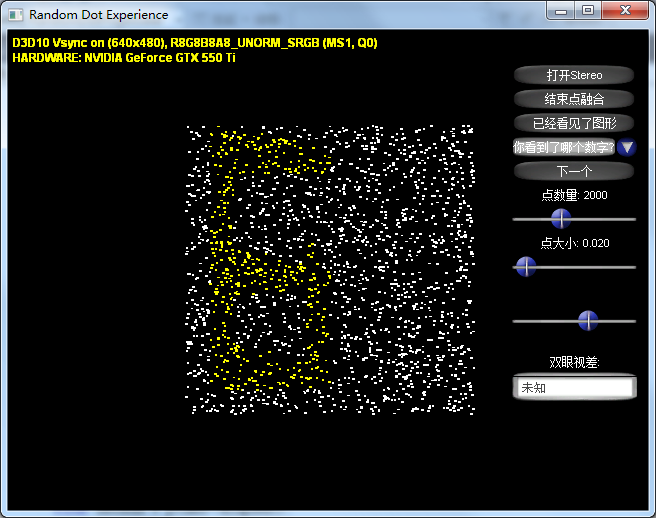 Random Dot Experience
D3D10 Vsync on (640x480), R8G8B8A8_UNORM_SRGB (MS1, Q0)
HARDWARE: NVIDIA GeForce GTX 550 Ti
打开Stereo
结束点融合
已经看见了图形
你看到了哪个数字?
下一个
点数量: 2000
点大小: 0.020
双眼视差:
未知